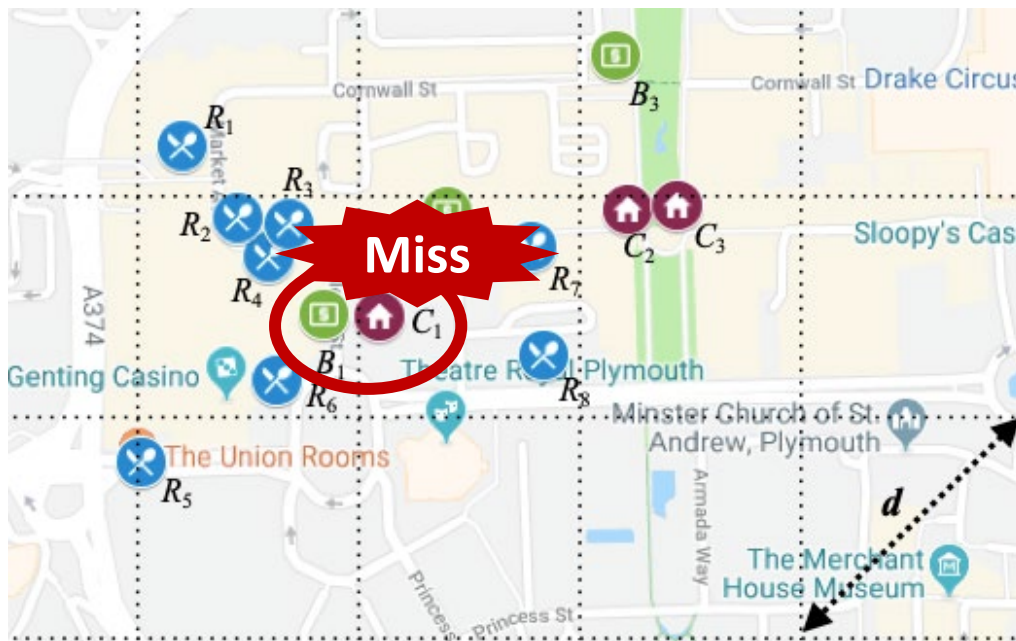 Cornwall St
Cornwall St
Drake Circus
B3
R1
Market A
R3
R2
C2
C3
Sloopy's Cas
Miss
R7
R4
A374
C1
B1
Genting Casino
Theatre Royal Plymouth
R6
R8
Minster Church of St.
Andrew, Plymouth
The Union Rooms
R5
d
Armada Way
The Merchant
House Museum
Princess
Princess St